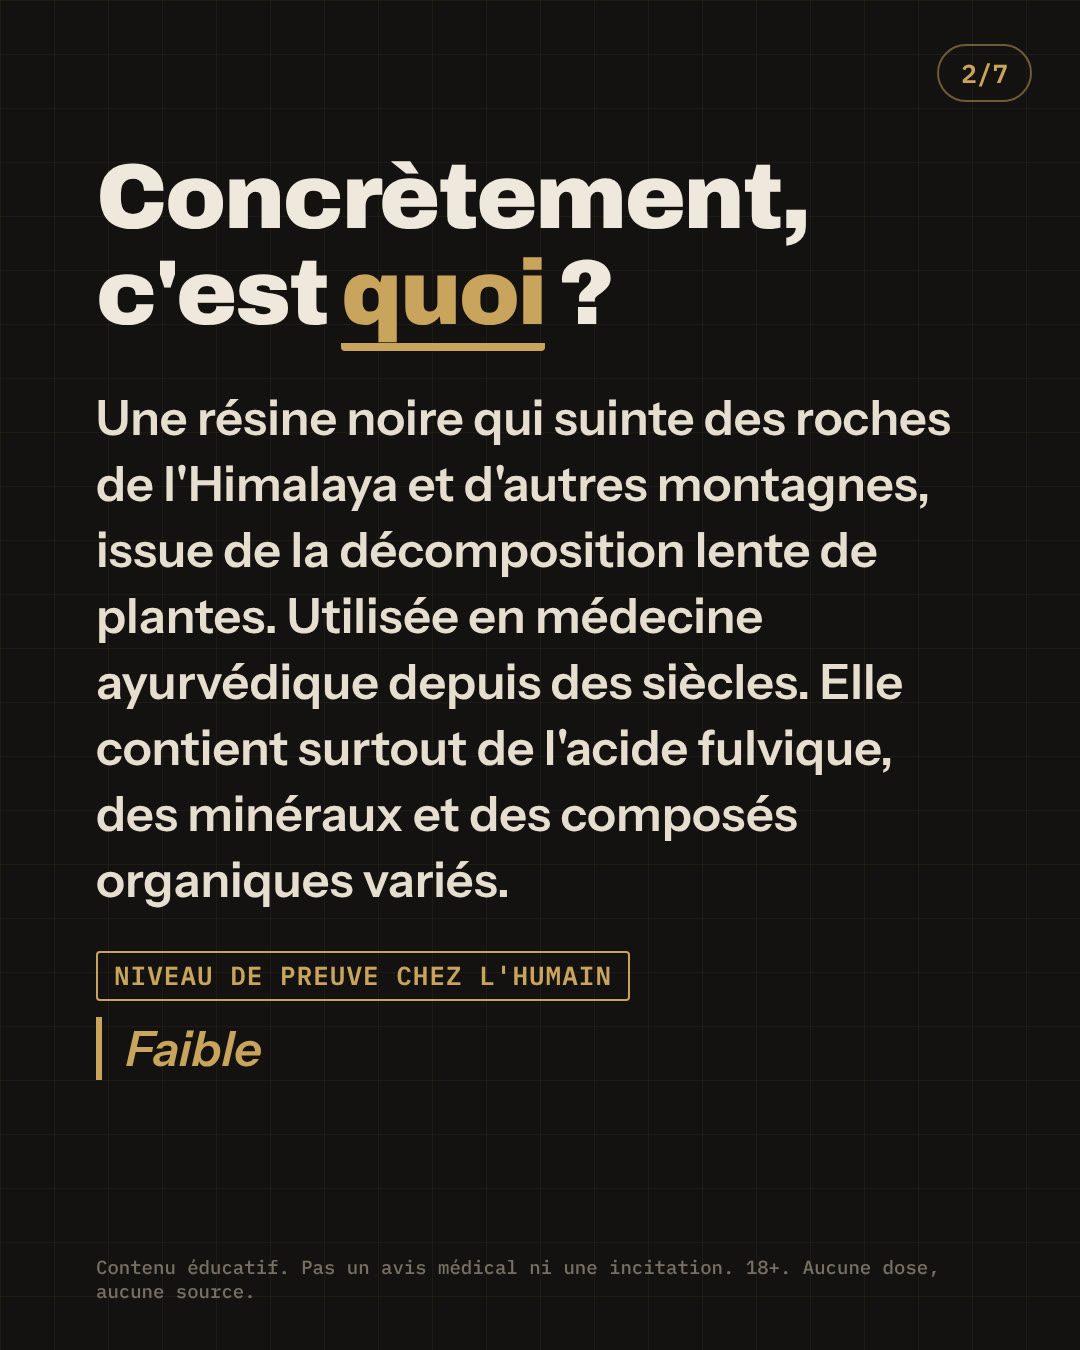 2/7
Concrètement,
c'est quoi ?
Une résine noire qui suinte des roches
de l'Himalaya et d'autres montagnes,
issue de la décomposition lente de
plantes. Utilisée en médecine
ayurvédique depuis des siècles. Elle
contient surtout de l'acide fulvique,
des minéraux et des composés
organiques variés.
NIVEAU DE PREUVE CHEZ L'HUMAIN
Faible
Contenu éducatif. Pas un avis médical ni une incitation. 18+. Aucune dose,
aucune source.